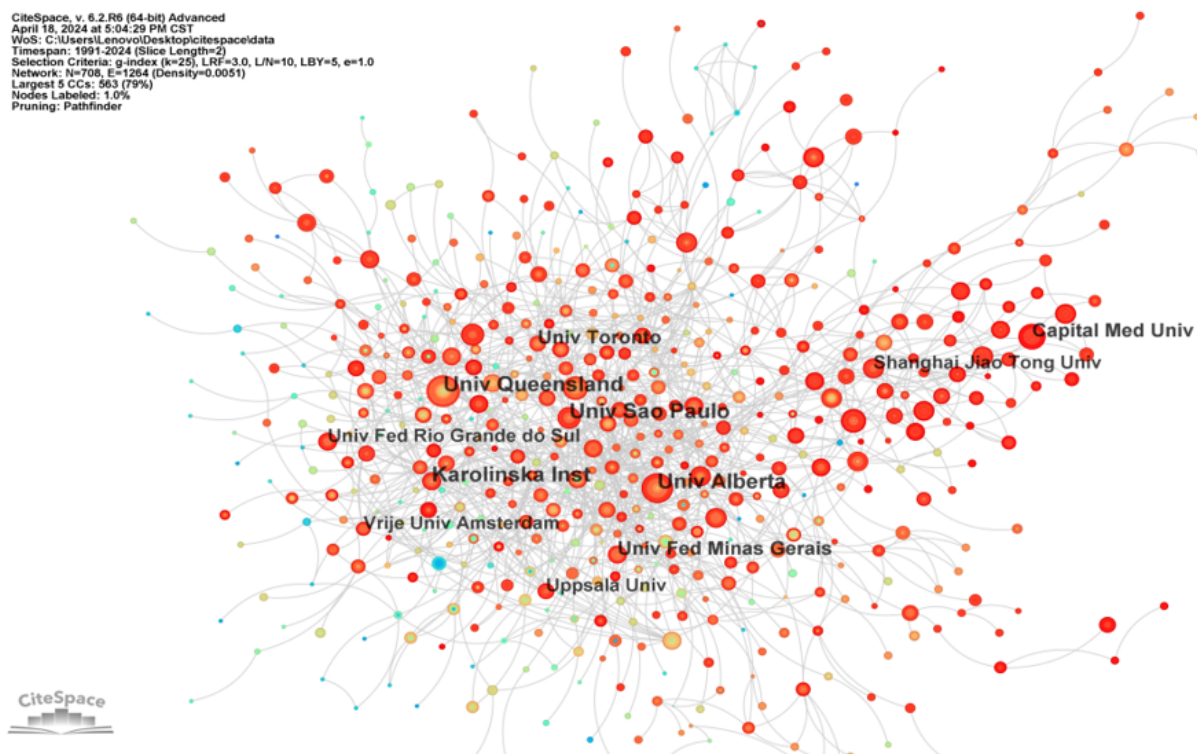 CiteSpace, v. 6.2.R6 (64-bit) Advanced
April 18, 2024 at 5:04:29 PM CST
WoS: C:\Users\Lenovo\Desktop\citespace\data
Timespan: 1991-2024 (Slice Length=2)
Selection Criteria: g-index (k=25), LRF=3.0, L/N=10, LBY=5, e=1.0
Network: N=708, E=1264 (Density=0.0051)
Largest 5 CCs: 563 (79%)
Nodes Labeled: 1.0%
Pruning: Pathfinder
Capital Med Univ
Univ Toronto
Shanghai Jiao Tong Univ
Univ Queensland
Univ Sao Paulo
Univ Fed Rio Grande do Sul
Karolinska Inst
Univ Alberta
Vrije Univ Amsterdam
Univ Fed Minas Gerais
Uppsala Univ
CiteSpace